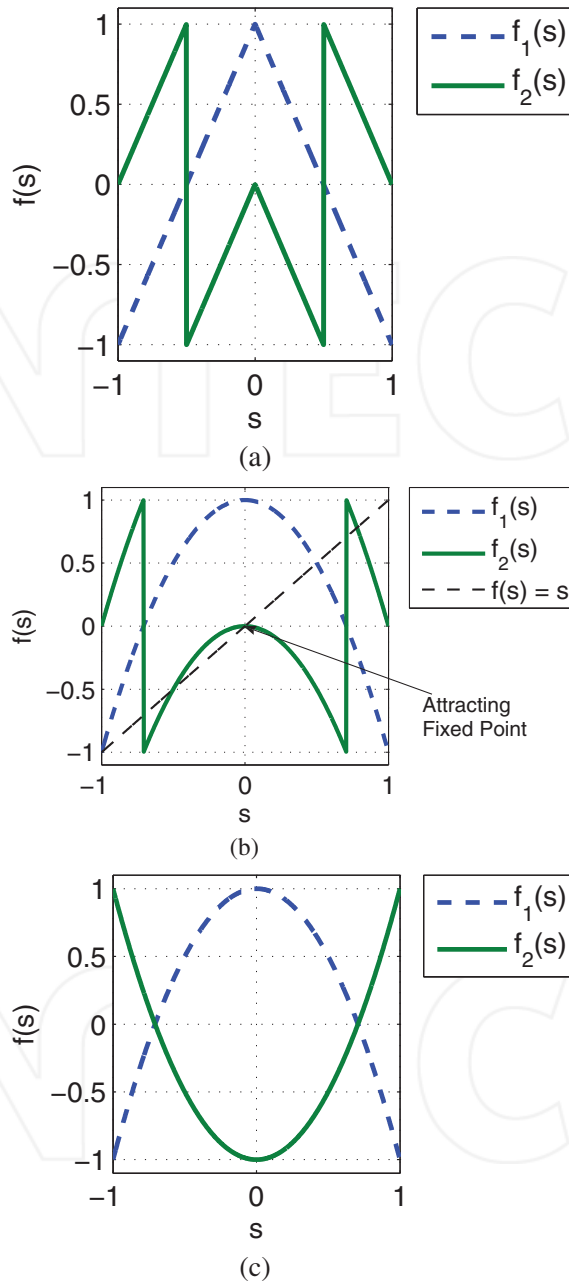 f₁(s)
f₂(s)
1
0.5
0
−0.5
−1
f(s)
−1 0 1
s
(a)
f₁(s)
f₂(s)
f(s) = s
1
0.5
0
−0.5
−1
f(s)
Attracting
Fixed Point
−1 0 1
s
(b)
f₁(s)
f₂(s)
1
0.5
0
−0.5
−1
f(s)
−1 0 1
s
(c)